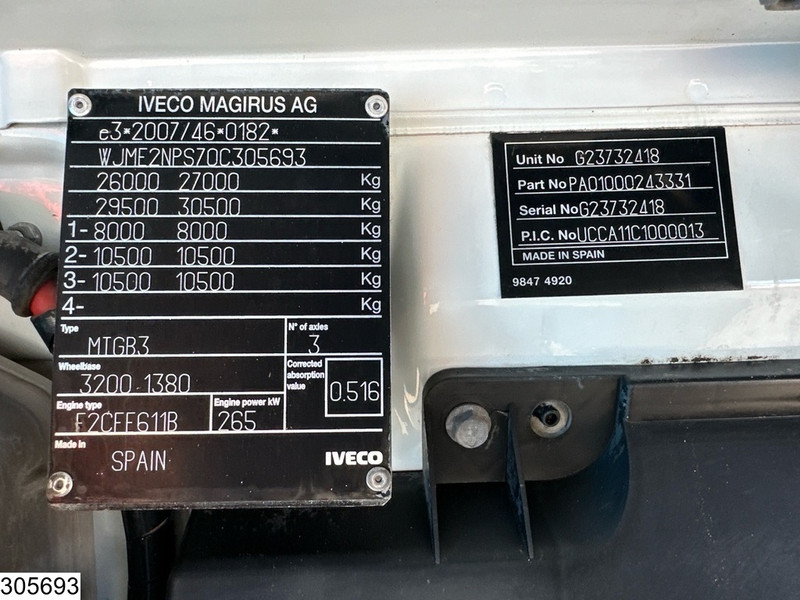 IVECO MAGIRUS AG
e3*2007/46*0182*
WJME2NPS70C305693
26000 27000 Kg
29500 30500 Kg
1- 8000 8000 Kg
2- 10500 10500 Kg
3- 10500 10500 Kg
4- Kg
Type
MTGB3
N° of axles
3
Wheelbase
3200-1380
Corrected absorption value
0.516
Engine type
F2CFF611B
Engine power kW
265
Made in
SPAIN
IVECO
Unit No G23732418
Part No PA01000243331
Serial No G23732418
P.I.C. No UCCA11C1000013
MADE IN SPAIN
9847 4920
305693